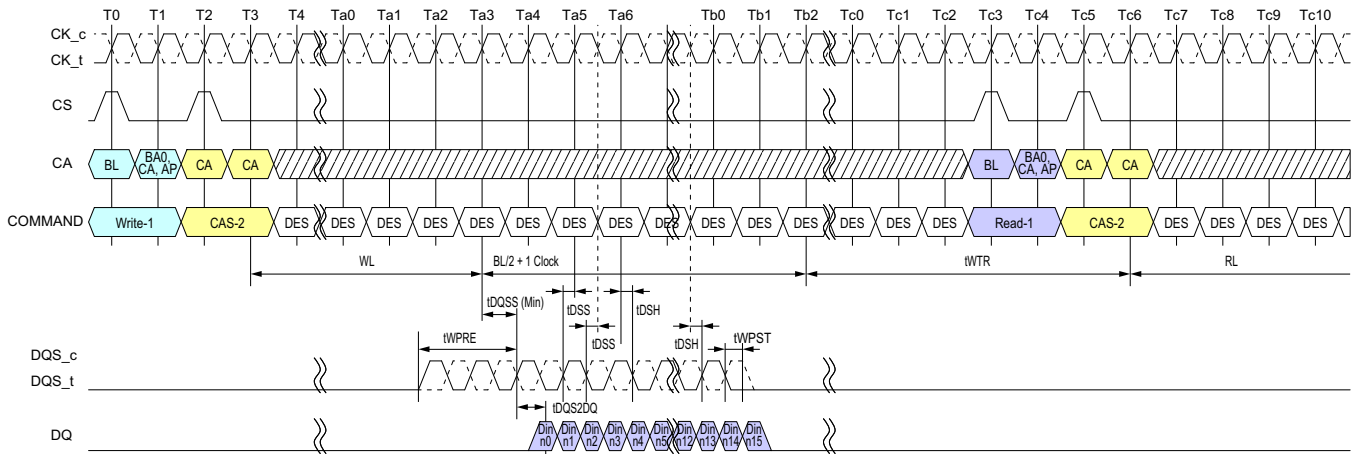 T0 T1 T2 T3 T4 Ta0 Ta1 Ta2 Ta3 Ta4 Ta5 Ta6 Tb0 Tb1 Tb2 Tc0 Tc1 Tc2 Tc3 Tc4 Tc5 Tc6 Tc7 Tc8 Tc9 Tc10
CK_c
CK_t
CS
CA BL BA0, CA, AP CA CA BL BA0, CA, AP CA CA
COMMAND Write-1 CAS-2 DES DES DES DES DES DES DES DES DES DES DES DES DES DES DES Read-1 CAS-2 DES DES DES DES
WL BL/2 + 1 Clock tWTR RL
tDQSS (Min) tDSS tDSH
tWPRE tDSS tDSH tWPST
DQS_c
DQS_t
tDQS2DQ
DQ Din n0 Din n1 Din n2 Din n3 Din n4 Din n5 Din n12 Din n13 Din n14 Din n15